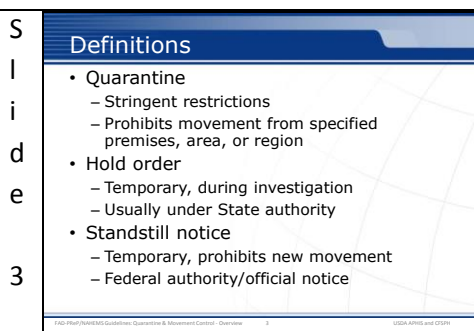 S
l
i
d
e
3
Definitions
• Quarantine
– Stringent restrictions
– Prohibits movement from specified
premises, area, or region
• Hold order
– Temporary, during investigation
– Usually under State authority
• Standstill notice
– Temporary, prohibits new movement
– Federal authority/official notice
FAD-PReP/NAHEMS Guidelines: Quarantine & Movement Control - Overview 3 USDA APHIS and CFSPH